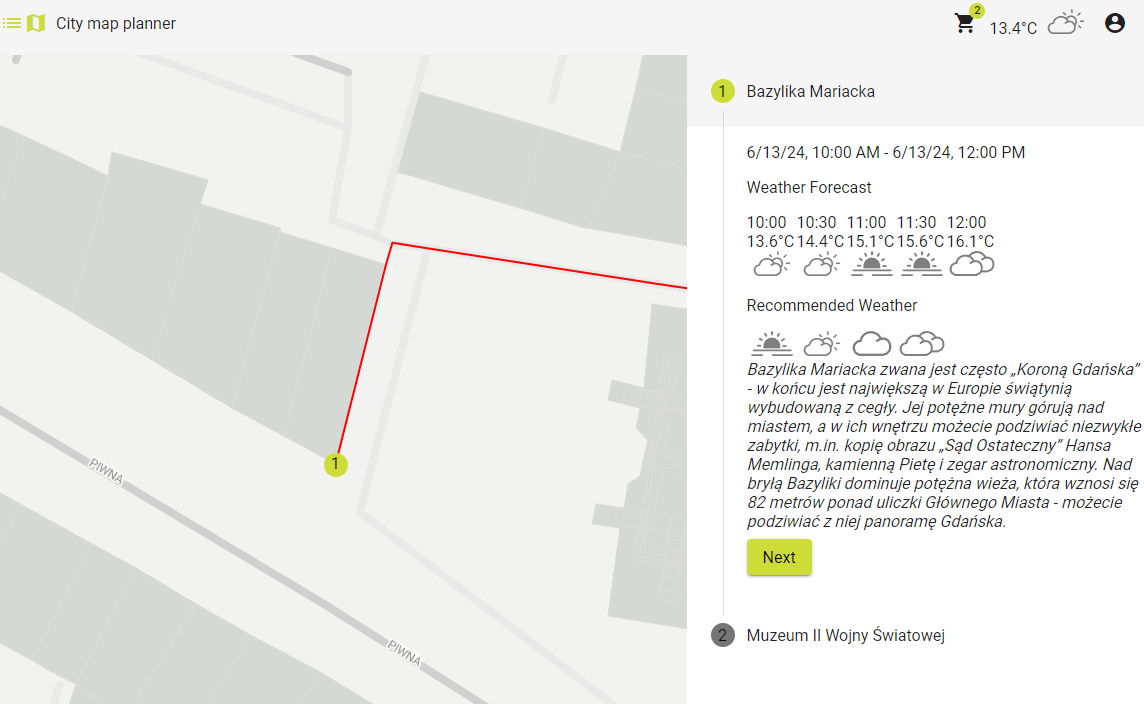 City map planner
2
13.4°C
1 Bazylika Mariacka
6/13/24, 10:00 AM - 6/13/24, 12:00 PM
Weather Forecast
10:00 10:30 11:00 11:30 12:00
13.6°C 14.4°C 15.1°C 15.6°C 16.1°C
Recommended Weather
Bazylika Mariacka zwana jest często „Koroną Gdańska”
- w końcu jest największą w Europie świątynią
wybudowaną z cegły. Jej potężne mury górują nad
miastem, a w ich wnętrzu możecie podziwiać niezwykłe
zabytki, m.in. kopię obrazu „Sąd Ostateczny” Hansa
Memlinga, kamienną Pietę i zegar astronomiczny. Nad
bryłą Bazyliki dominuje potężna wieża, która wznosi się
82 metrów ponad uliczki Głównego Miasta - możecie
podziwiać z niej panoramę Gdańska.
Next
2 Muzeum II Wojny Światowej
1
PIWNA
PIWNA